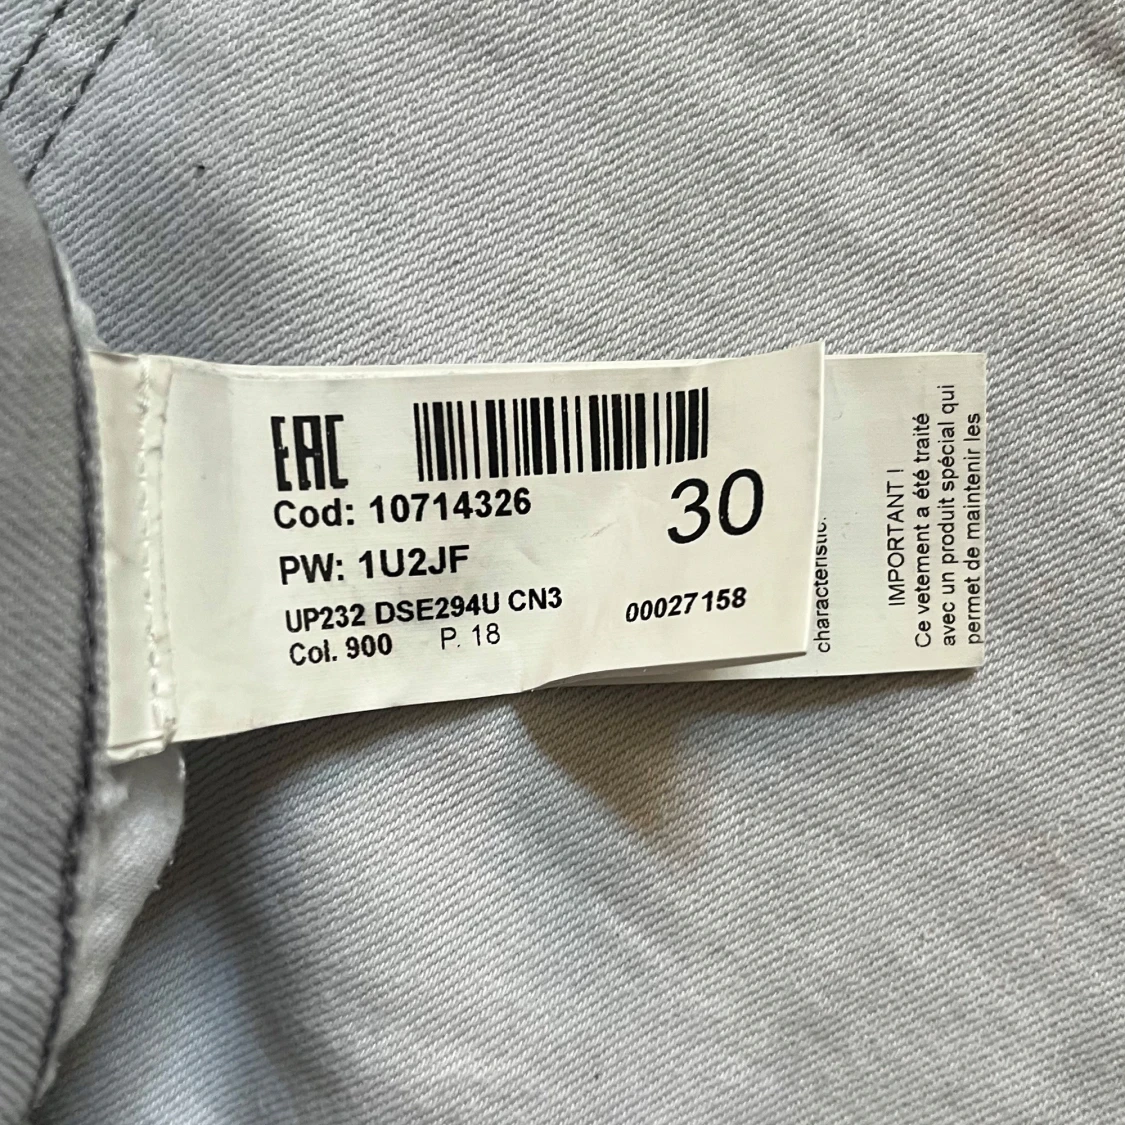 EAC
30
Cod: 10714326
PW: 1U2JF
UP232 DSE294U CN3
00027158
Col. 900 P. 18
IMPORTANT !
Ce vetement a été traité
avec un produit spécial qui
permet de maintenir les